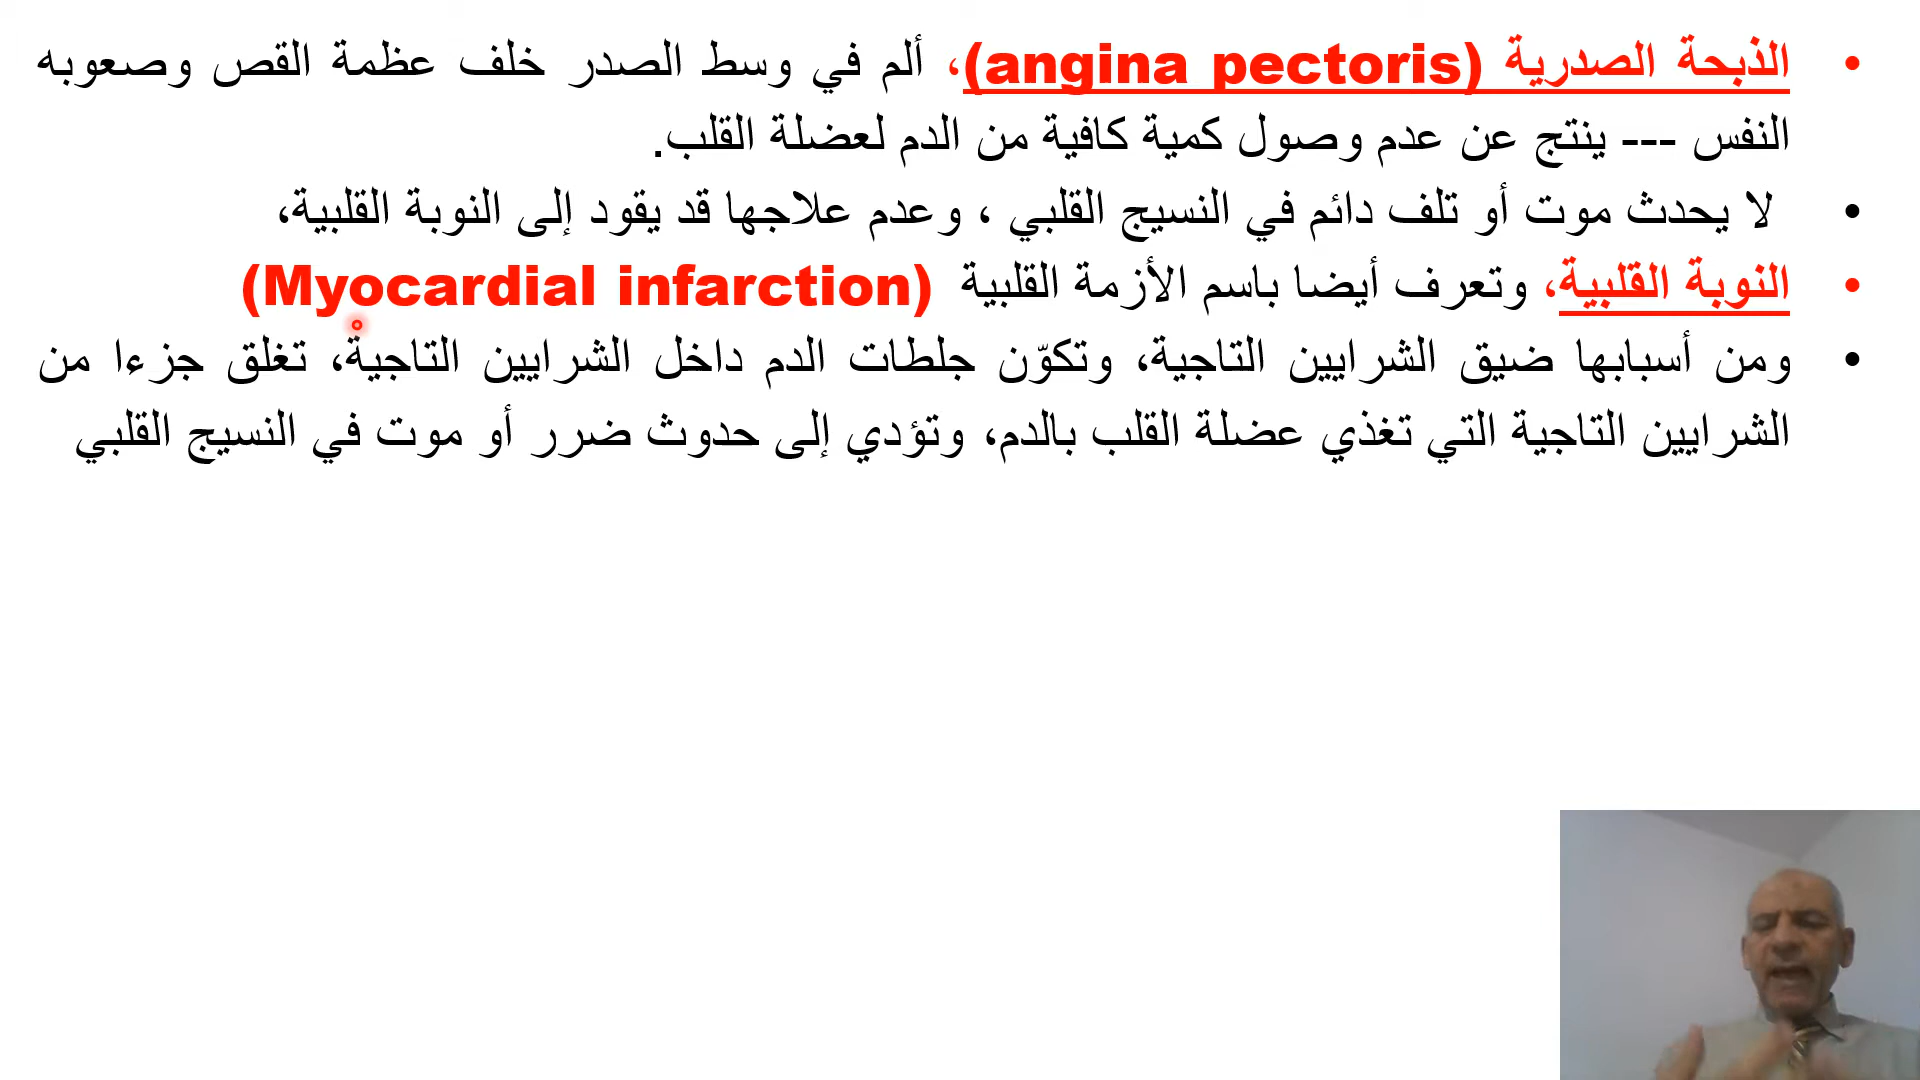 • الذبحة الصدرية (angina pectoris)، ألم في وسط الصدر خلف عظمة القص وصعوبه
النفس --- ينتج عن عدم وصول كمية كافية من الدم لعضلة القلب.
• لا يحدث موت أو تلف دائم في النسيج القلبي ، وعدم علاجها قد يقود إلى النوبة القلبية،
• النوبة القلبية، وتعرف أيضا باسم الأزمة القلبية (Myocardial infarction)
• ومن أسبابها ضيق الشرايين التاجية، وتكوّن جلطات الدم داخل الشرايين التاجية، تغلق جزءا من
الشرايين التاجية التي تغذي عضلة القلب بالدم، وتؤدي إلى حدوث ضرر أو موت في النسيج القلبي